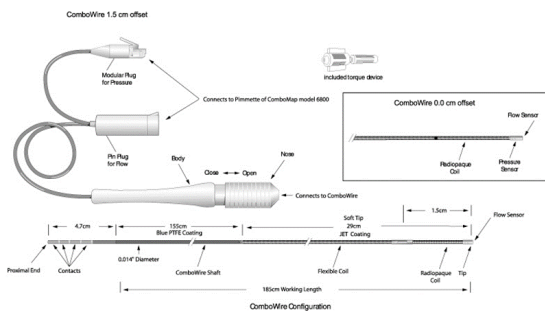 ComboWire 1.5 cm offset
Modular Plug
for Pressure
Included torque device
Connects to Pinmette of ComboMap model 6800
ComboWire 0.0 cm offset
Flow Sensor
Radiopaque
Coil
Pressure
Sensor
Pin Plug
for Flow
Body
Close
Open
Nose
Connects to ComboWire
4.7cm
155cm
Blue PTFE Coating
Soft Tip
29cm
JET Coating
1.5cm
Flow Sensor
Proximal End
Contacts
0.014" Diameter
ComboWire Shaft
Flexible Coil
Radiopaque
Coil
Tip
185cm Working Length
ComboWire Configuration